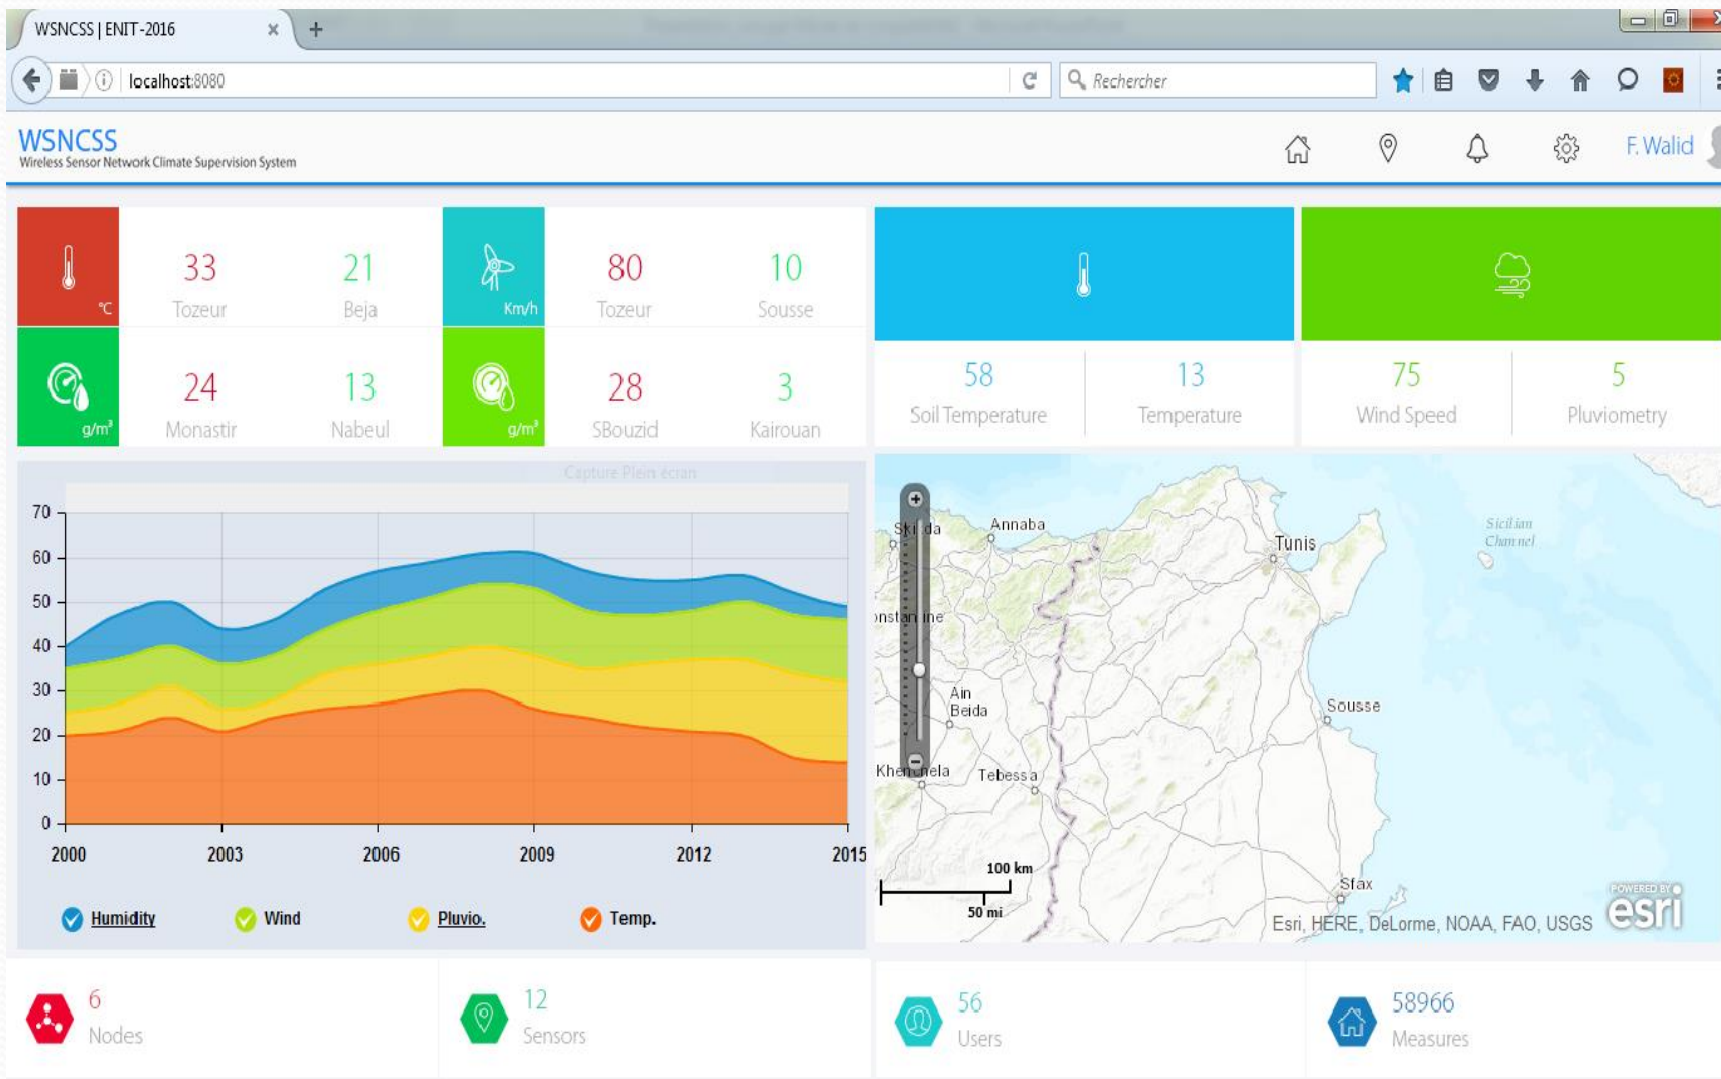 WSNCSS | ENIT-2016
localhost:8080
Rechercher
WSNCSS
Wireless Sensor Network Climate Supervision System
F. Walid
°C
33
Tozeur
21
Beja
Km/h
80
Tozeur
10
Sousse
g/m³
24
Monastir
13
Nabeul
g/m³
28
SBouzid
3
Kairouan
58
Soil Temperature
13
Temperature
75
Wind Speed
5
Pluviometry
Capture Plein écran
70
60
50
40
30
20
10
0
2000 2003 2006 2009 2012 2015
Humidity Wind Pluvio. Temp.
Annaba
Tunis
Sicilian
Channel
Ain
Beida
Sousse
Tebessa
Sfax
100 km
50 mi
Esri, HERE, DeLorme, NOAA, FAO, USGS
POWERED BY
esri
6
Nodes
12
Sensors
56
Users
58966
Measures